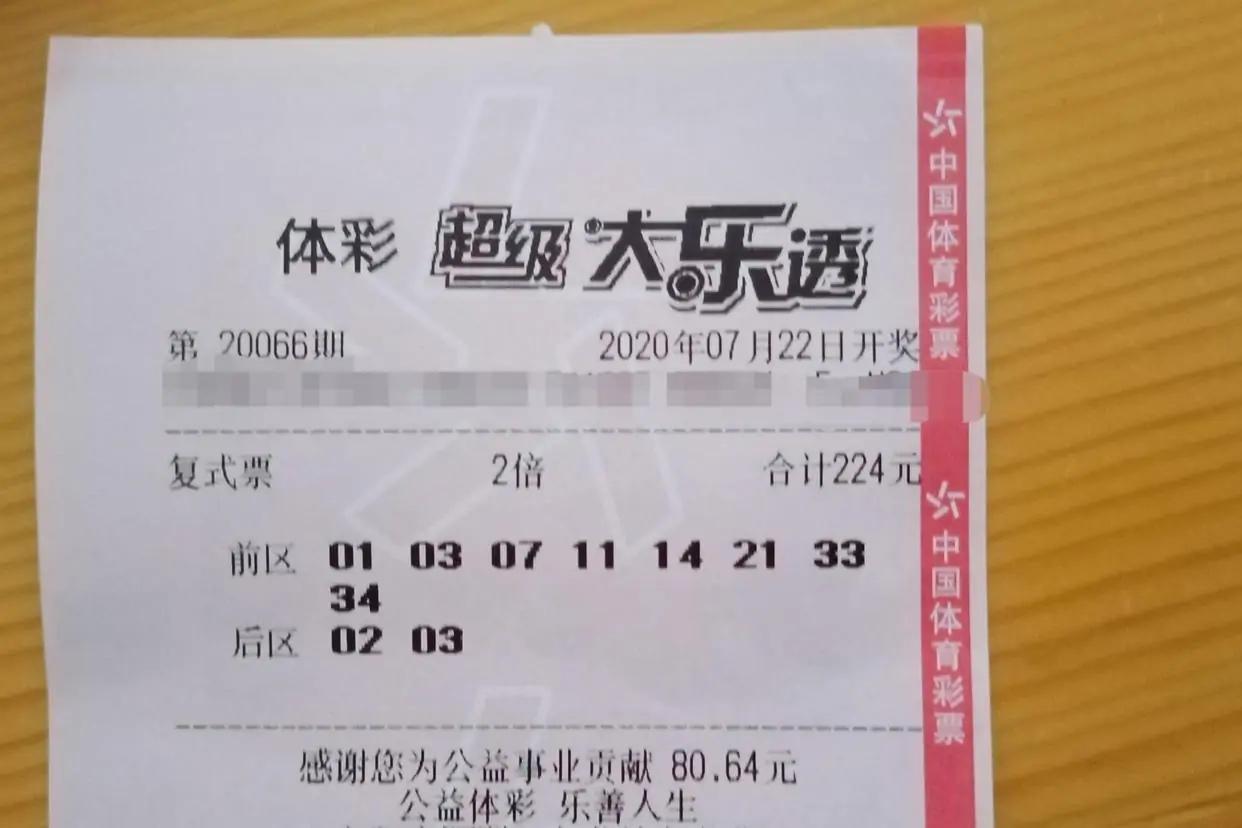 体彩 超级大乐透
第 20066期 2020年07月22日开奖
复式票 2倍 合计224元
前区 01 03 07 11 14 21 33
34
后区 02 03
感谢您为公益事业贡献 80.64元
公益体彩 乐善人生
中国体育彩票
中国体育彩票